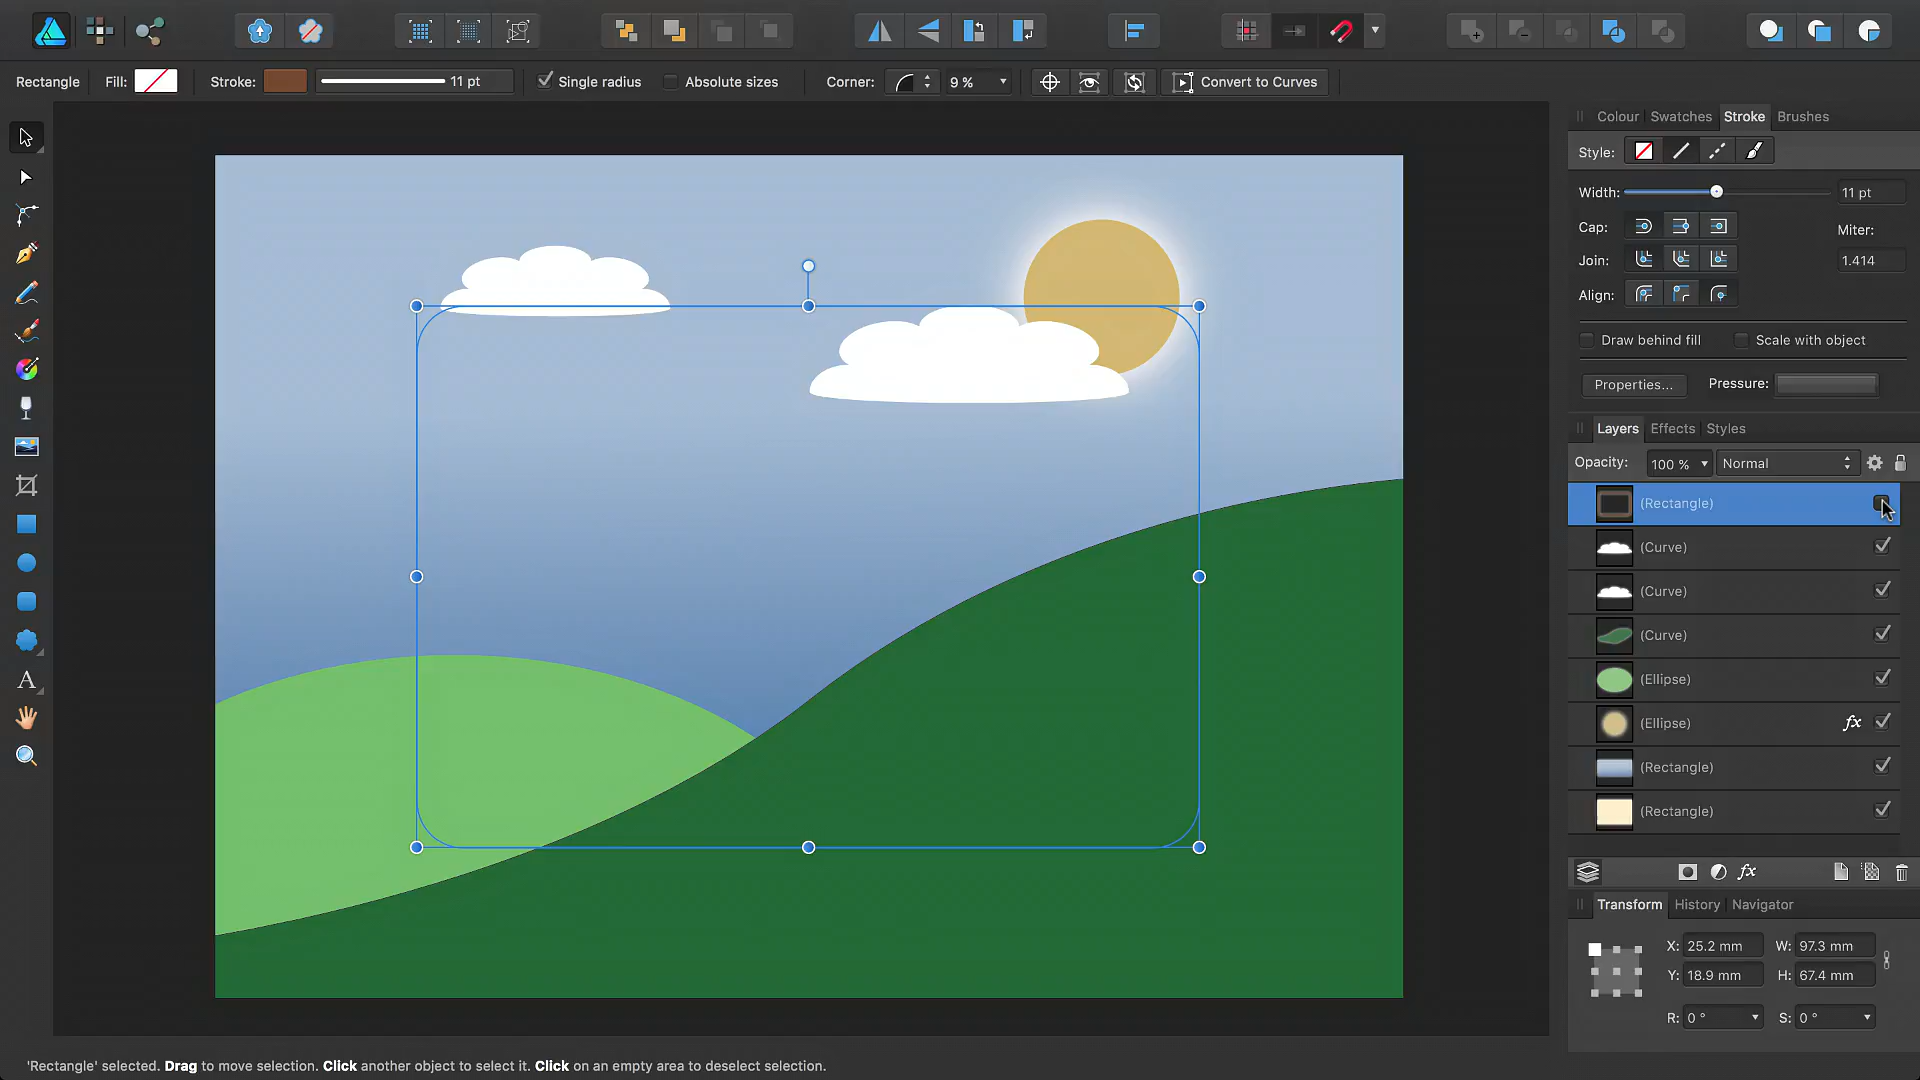 Rectangle Fill: Stroke: 11 pt Single radius Absolute sizes Corner: 9 % Convert to Curves
Colour Swatches Stroke Brushes
Style:
Width: 11 pt
Cap: Miter:
Join: 1.414
Align:
Draw behind fill Scale with object
Properties... Pressure:
Layers Effects Styles
Opacity: 100 % Normal
(Rectangle)
(Curve)
(Curve)
(Curve)
(Ellipse)
(Ellipse) fx
(Rectangle)
(Rectangle)
fx
Transform History Navigator
X: 25.2 mm W: 97.3 mm
Y: 18.9 mm H: 67.4 mm
R: 0 ° S: 0 °
A
'Rectangle' selected. Drag to move selection. Click another object to select it. Click on an empty area to deselect selection.